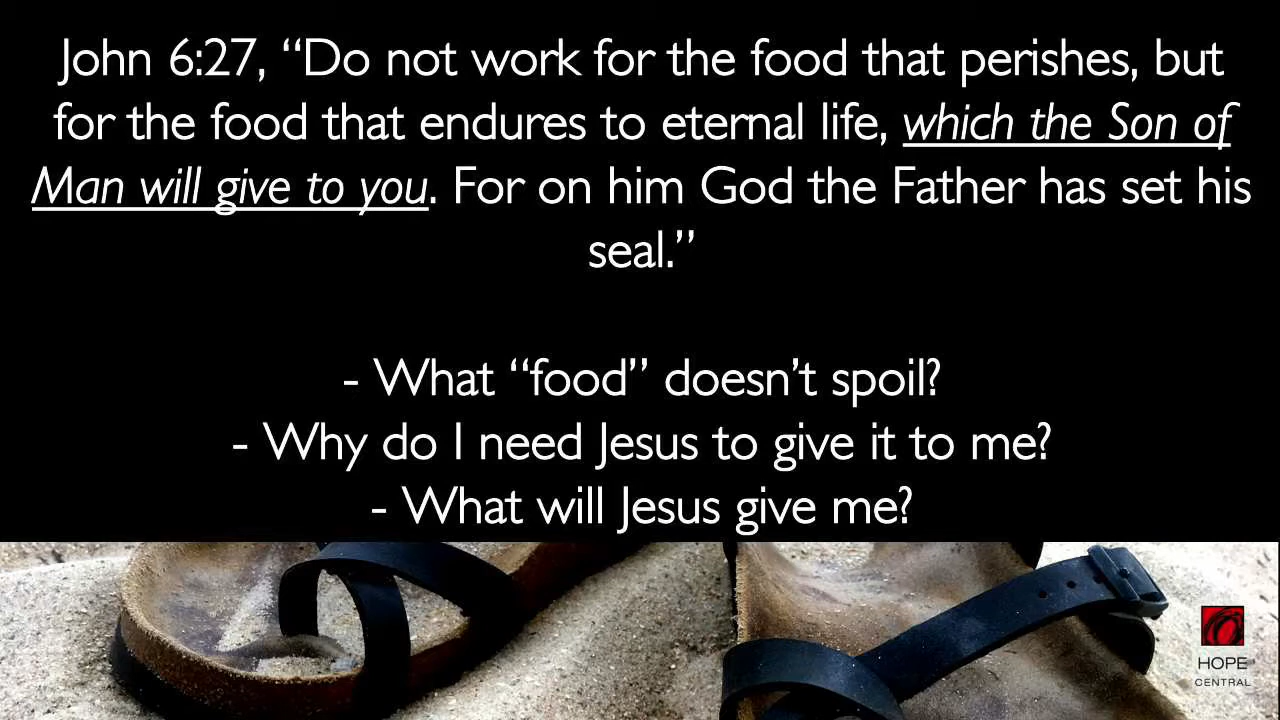 John 6:27, “Do not work for the food that perishes, but
for the food that endures to eternal life, which the Son of
Man will give to you. For on him God the Father has set his
seal.”
- What “food” doesn’t spoil?
- Why do I need Jesus to give it to me?
- What will Jesus give me?
HOPE
CENTRAL